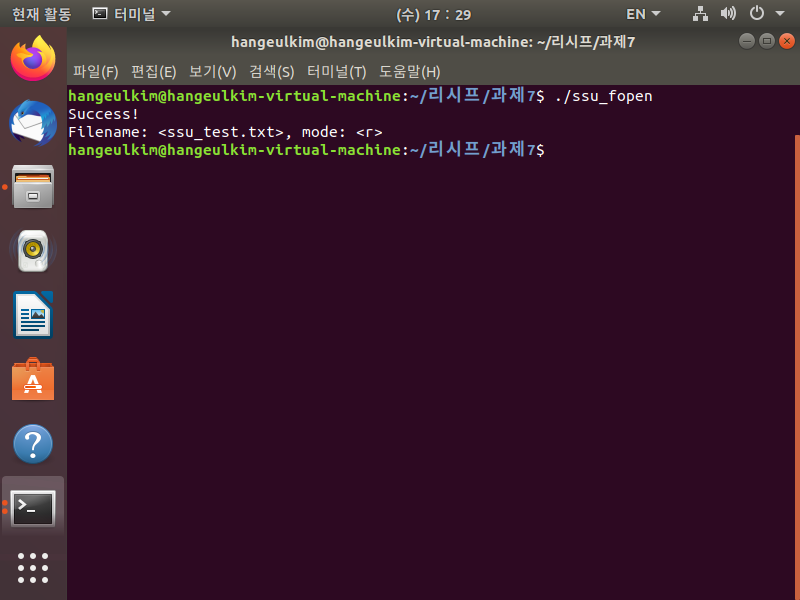 현재 활동 터미널 (수) 17 : 29 EN
hangeulkim@hangeulkim-virtual-machine: ~/리시프/과제7
파일(F) 편집(E) 보기(V) 검색(S) 터미널(T) 도움말(H)
hangeulkim@hangeulkim-virtual-machine:~/리시프/과제7$ ./ssu_fopen
Success!
Filename: <ssu_test.txt>, mode: <r>
hangeulkim@hangeulkim-virtual-machine:~/리시프/과제7$